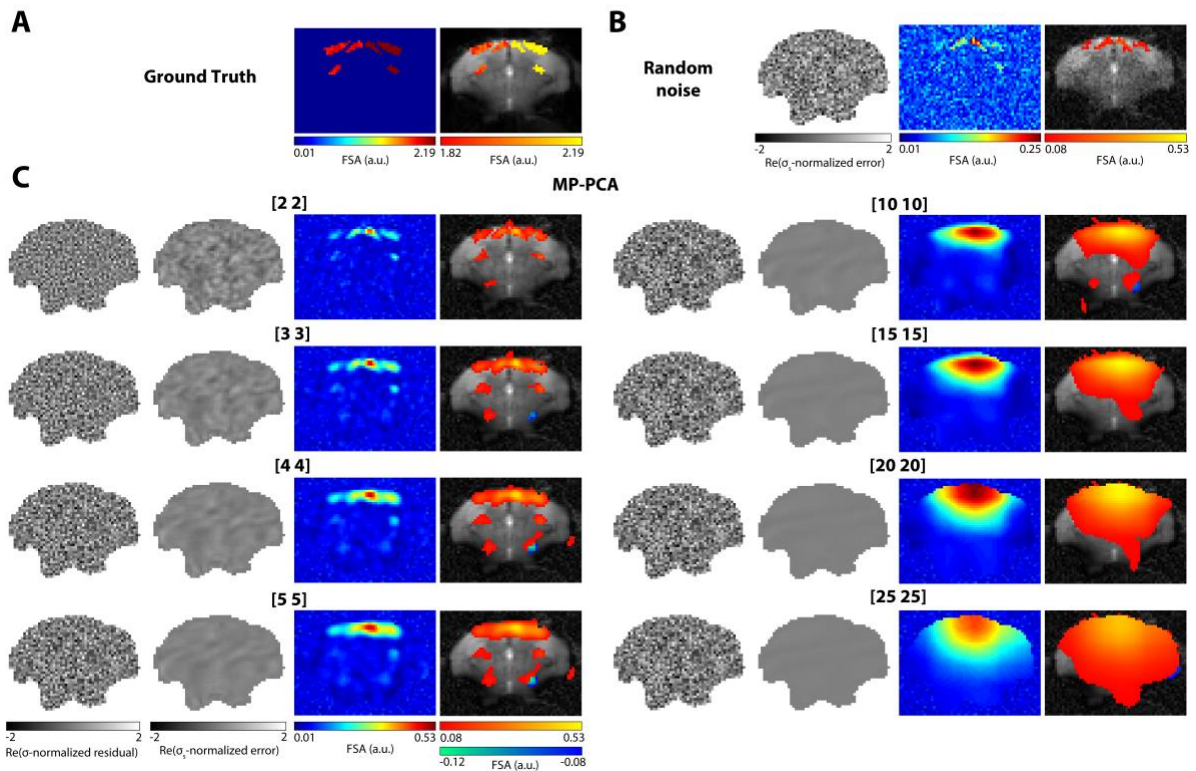 A
Ground Truth
0.01 2.19 1.82 2.19
FSA (a.u.) FSA (a.u.)
B
Random
noise
-2 2 0.01 0.25 0.08 0.53
Re(σs-normalized error) FSA (a.u.) FSA (a.u.)
C
MP-PCA
[2 2]
[10 10]
[3 3]
[15 15]
[4 4]
[20 20]
[5 5]
[25 25]
-2 2 -2 2 0.01 0.53 0.08 0.53
Re(σ-normalized residual) Re(σs-normalized error) FSA (a.u.)
-0.12 FSA (a.u.) -0.08